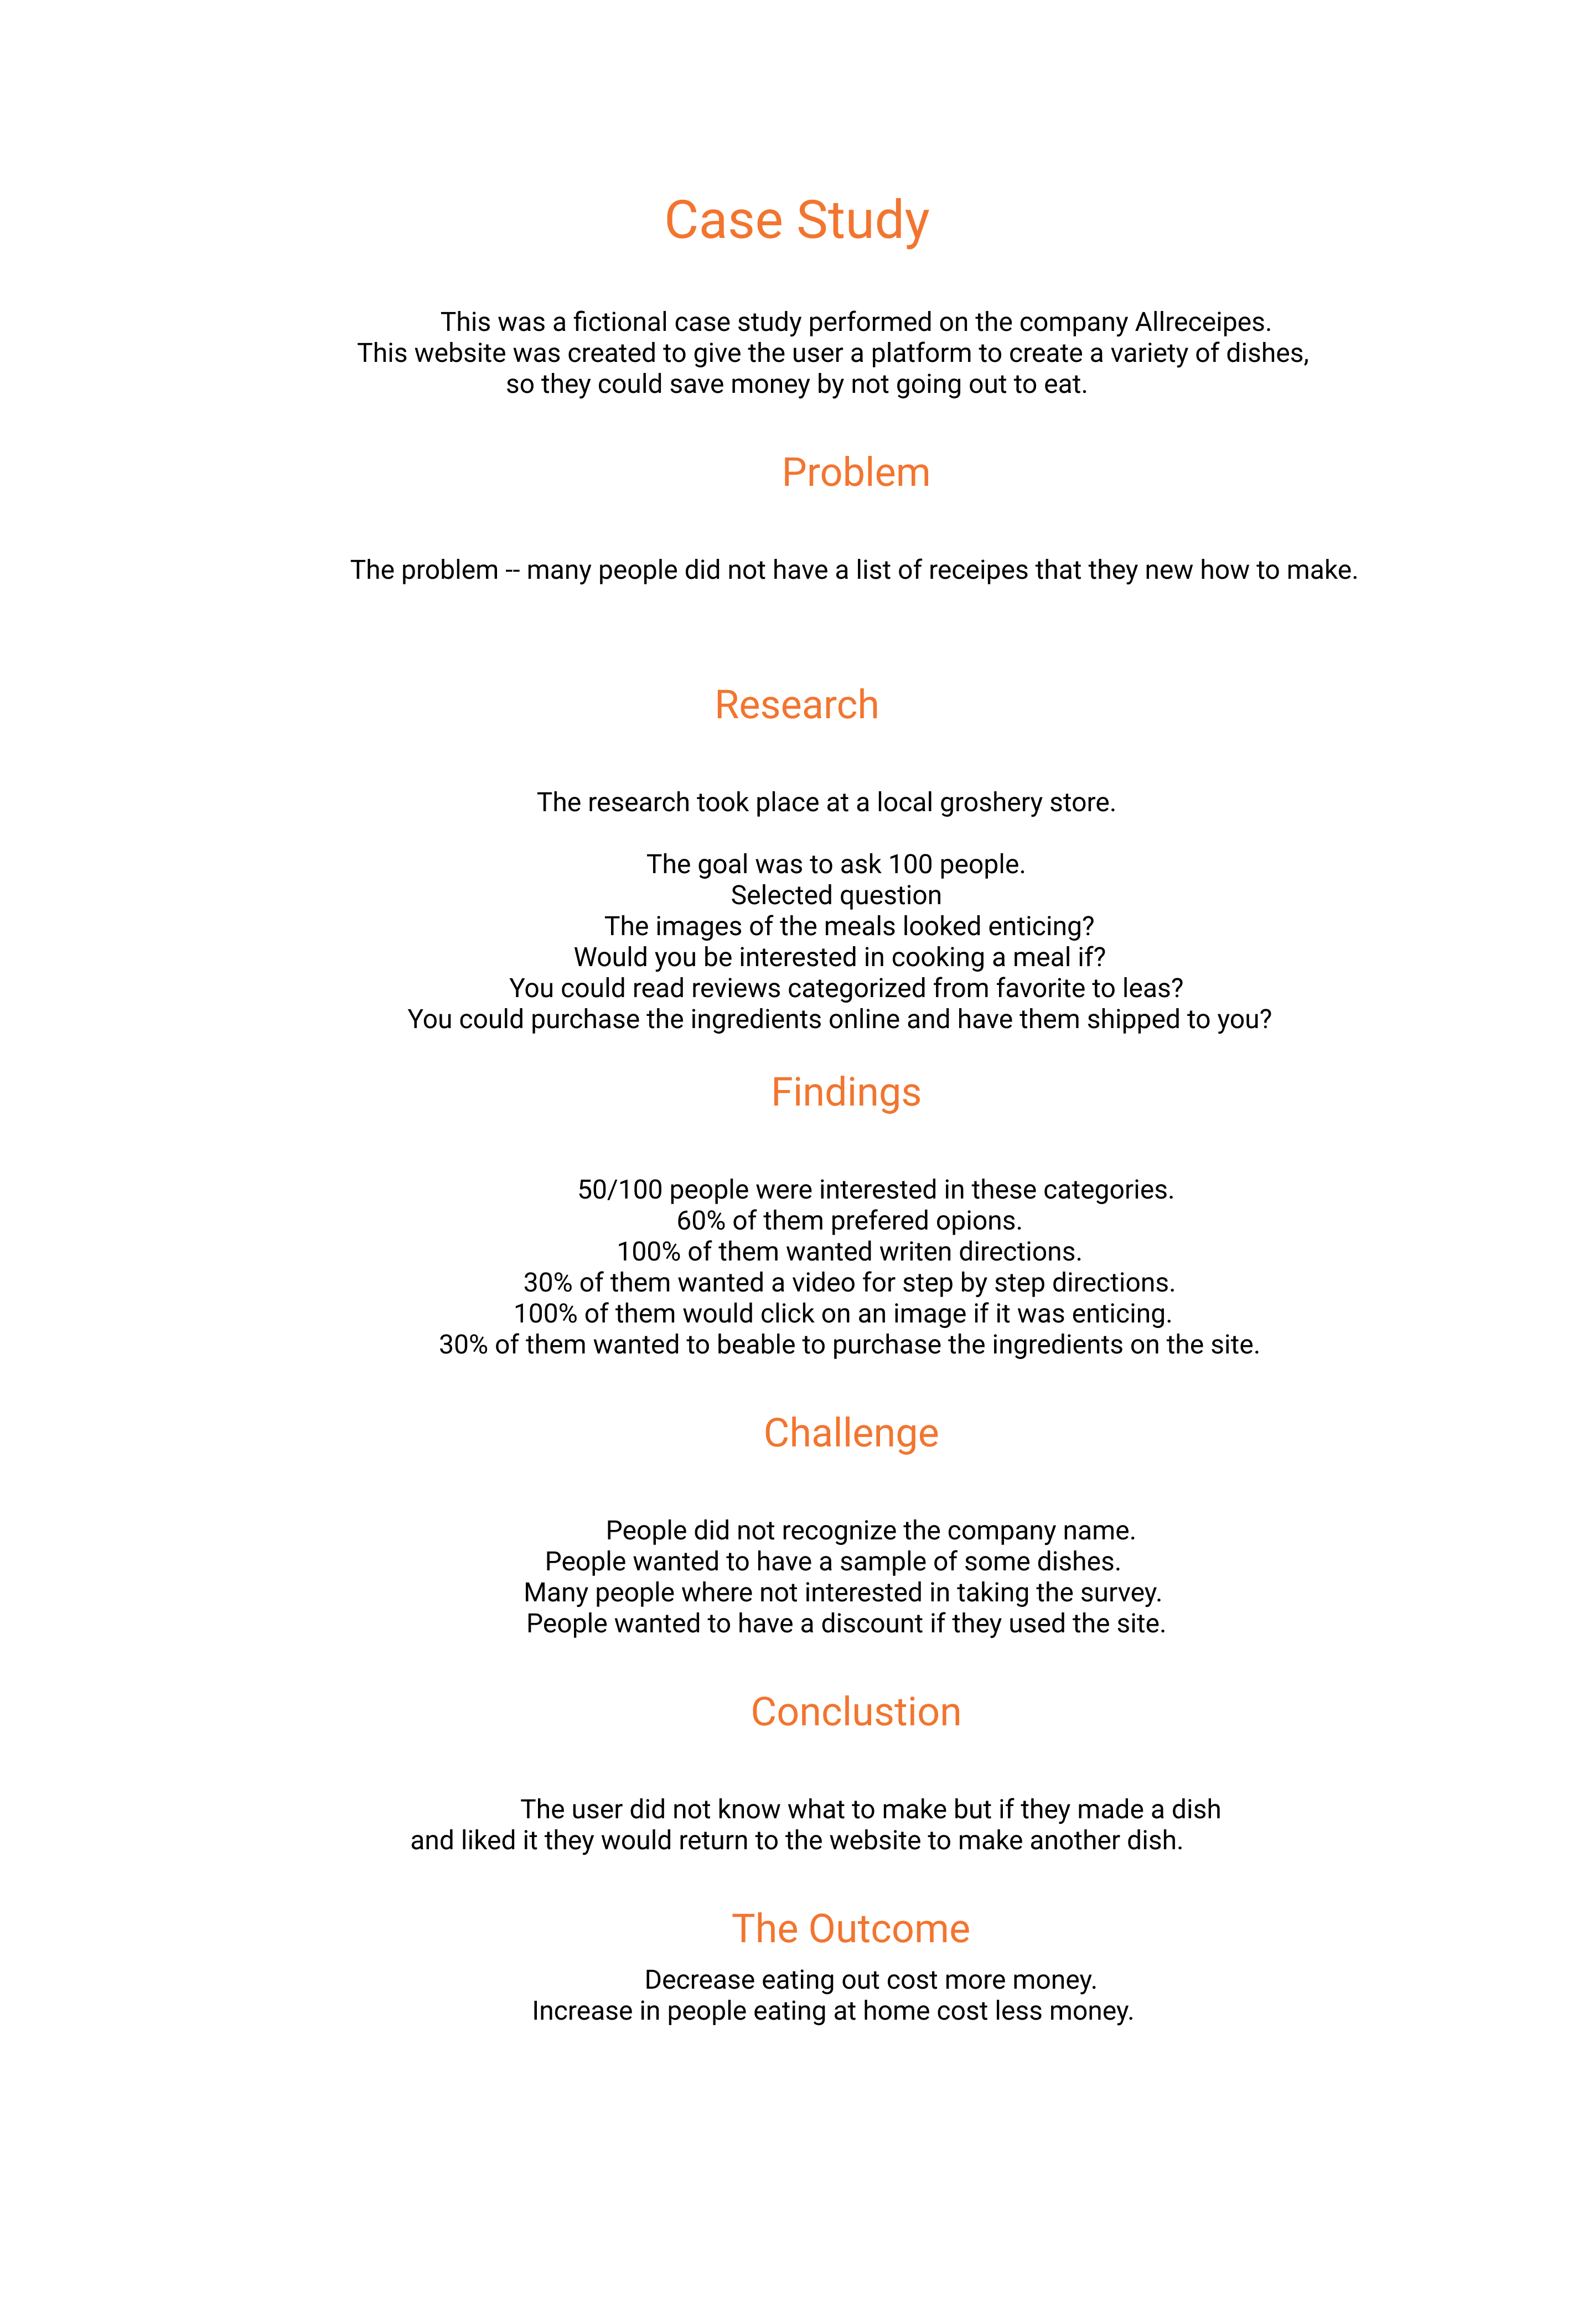 Case Study
This was a fictional case study performed on the company Allreceipes.
This website was created to give the user a platform to create a variety of dishes,
so they could save money by not going out to eat.
Problem
The problem -- many people did not have a list of receipes that they new how to make.
Research
The research took place at a local groshery store.
The goal was to ask 100 people.
Selected question
The images of the meals looked enticing?
Would you be interested in cooking a meal if?
You could read reviews categorized from favorite to leas?
You could purchase the ingredients online and have them shipped to you?
Findings
50/100 people were interested in these categories.
60% of them prefered opions.
100% of them wanted writen directions.
30% of them wanted a video for step by step directions.
100% of them would click on an image if it was enticing.
30% of them wanted to beable to purchase the ingredients on the site.
Challenge
People did not recognize the company name.
People wanted to have a sample of some dishes.
Many people where not interested in taking the survey.
People wanted to have a discount if they used the site.
Conclustion
The user did not know what to make but if they made a dish
and liked it they would return to the website to make another dish.
The Outcome
Decrease eating out cost more money.
Increase in people eating at home cost less money.